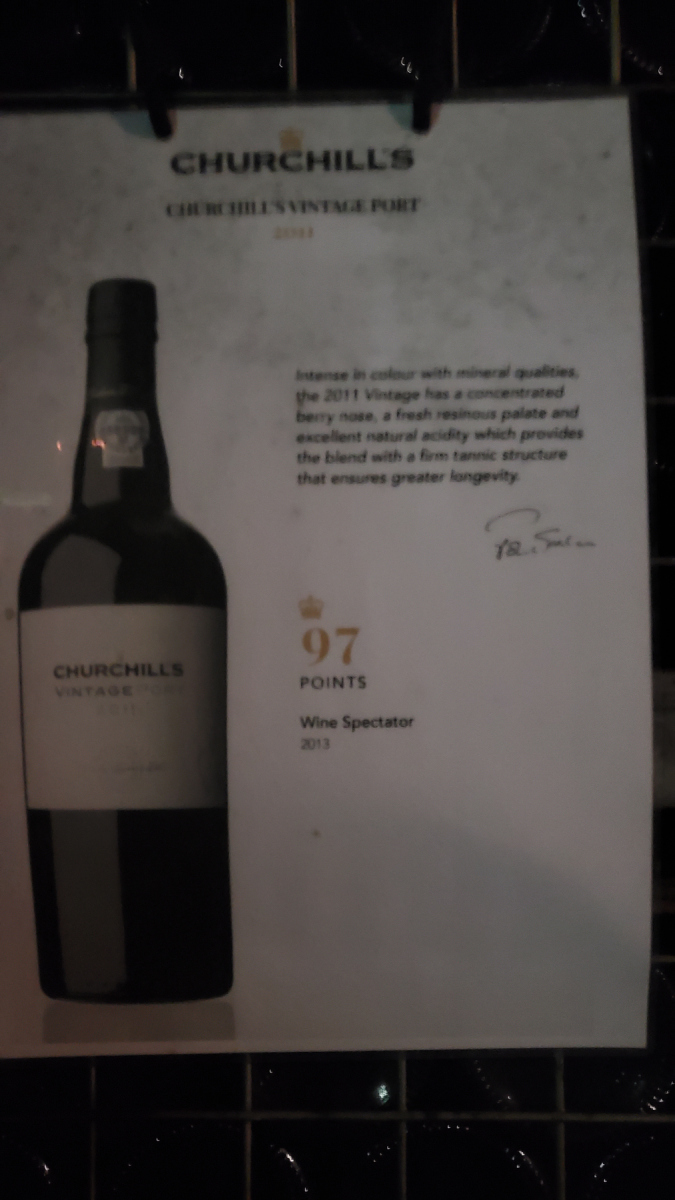 CHURCHILL'S
CHURCHILL'S VINTAGE PORT
2011
Intense in colour with mineral qualities,
the 2011 Vintage has a concentrated
berry nose, a fresh resinous palate and
excellent natural acidity which provides
the blend with a firm tannic structure
that ensures greater longevity.
97
POINTS
Wine Spectator
2013
CHURCHILL'S
VINTAGE PORT
2011